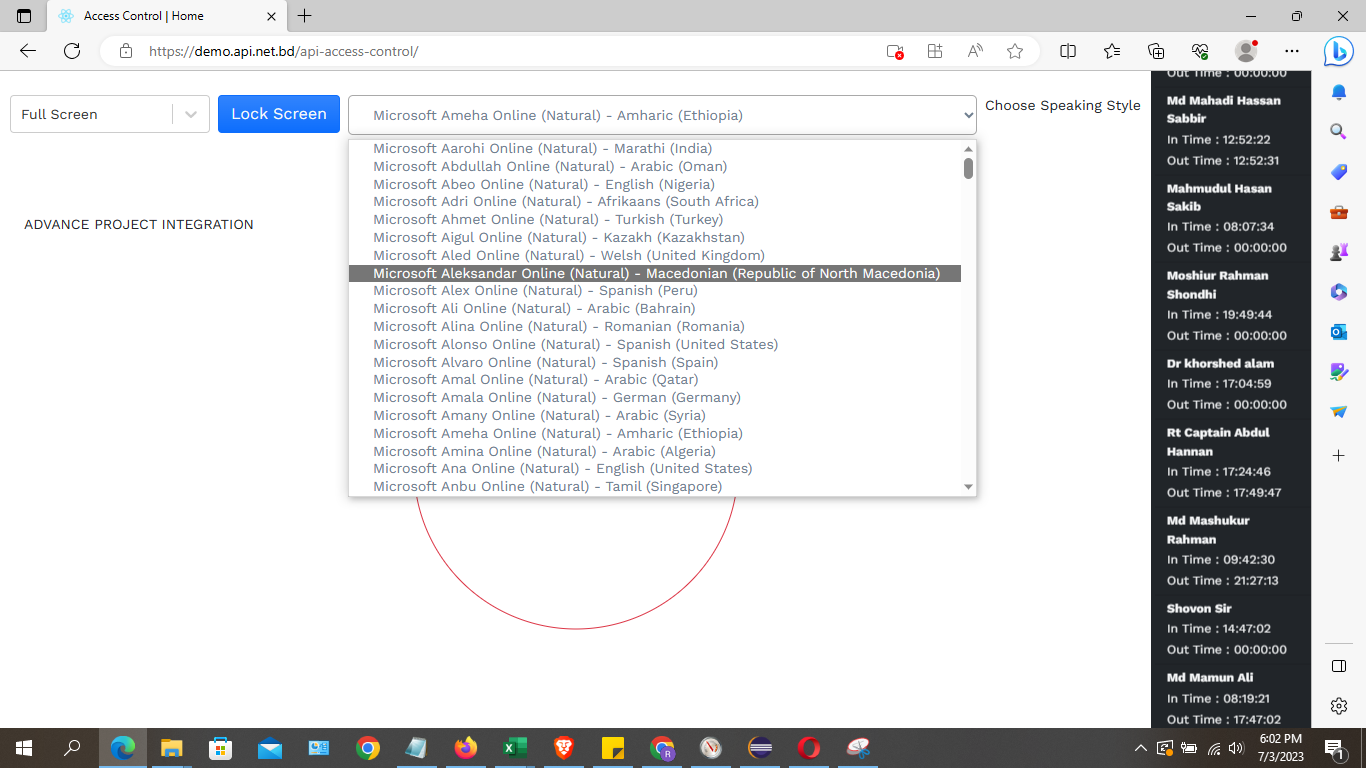 Access Control | Home
https://demo.api.net.bd/api-access-control/
Full Screen
Lock Screen
Microsoft Ameha Online (Natural) - Amharic (Ethiopia)
Choose Speaking Style
Microsoft Aarohi Online (Natural) - Marathi (India)
Microsoft Abdullah Online (Natural) - Arabic (Oman)
Microsoft Abeo Online (Natural) - English (Nigeria)
Microsoft Adri Online (Natural) - Afrikaans (South Africa)
Microsoft Ahmet Online (Natural) - Turkish (Turkey)
Microsoft Aigul Online (Natural) - Kazakh (Kazakhstan)
Microsoft Aled Online (Natural) - Welsh (United Kingdom)
Microsoft Aleksandar Online (Natural) - Macedonian (Republic of North Macedonia)
Microsoft Alex Online (Natural) - Spanish (Peru)
Microsoft Ali Online (Natural) - Arabic (Bahrain)
Microsoft Alina Online (Natural) - Romanian (Romania)
Microsoft Alonso Online (Natural) - Spanish (United States)
Microsoft Alvaro Online (Natural) - Spanish (Spain)
Microsoft Amal Online (Natural) - Arabic (Qatar)
Microsoft Amala Online (Natural) - German (Germany)
Microsoft Amany Online (Natural) - Arabic (Syria)
Microsoft Ameha Online (Natural) - Amharic (Ethiopia)
Microsoft Amina Online (Natural) - Arabic (Algeria)
Microsoft Ana Online (Natural) - English (United States)
Microsoft Anbu Online (Natural) - Tamil (Singapore)
ADVANCE PROJECT INTEGRATION
Out Time : 00:00:00
Md Mahadi Hassan
Sabbir
In Time : 12:52:22
Out Time : 12:52:31
Mahmudul Hasan
Sakib
In Time : 08:07:34
Out Time : 00:00:00
Moshiur Rahman
Shondhi
In Time : 19:49:44
Out Time : 00:00:00
Dr khorshed alam
In Time : 17:04:59
Out Time : 00:00:00
Rt Captain Abdul
Hannan
In Time : 17:24:46
Out Time : 17:49:47
Md Mashukur
Rahman
In Time : 09:42:30
Out Time : 21:27:13
Shovon Sir
In Time : 14:47:02
Out Time : 00:00:00
Md Mamun Ali
In Time : 08:19:21
Out Time : 17:47:02
6:02 PM
7/3/2023
1